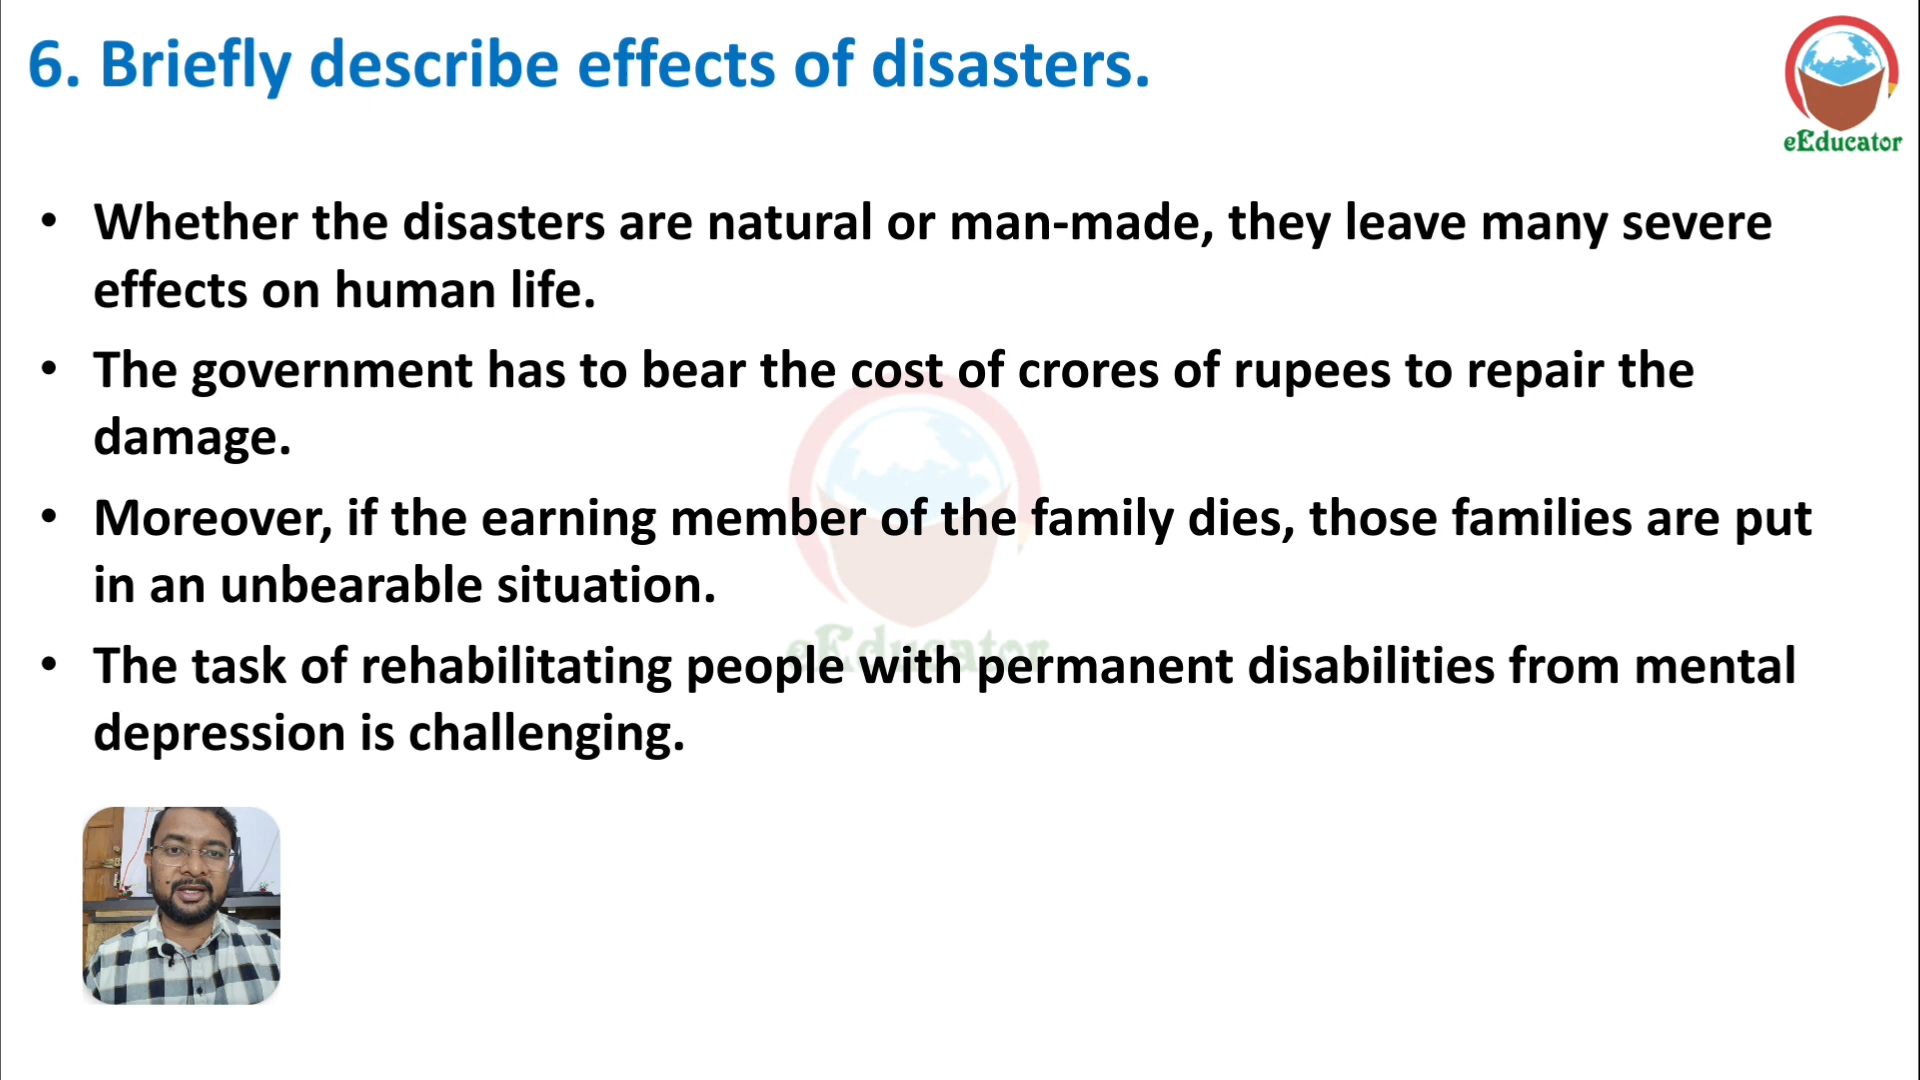 6. Briefly describe effects of disasters.
eEducator
• Whether the disasters are natural or man-made, they leave many severe
effects on human life.
• The government has to bear the cost of crores of rupees to repair the
damage.
• Moreover, if the earning member of the family dies, those families are put
in an unbearable situation.
eEducator
• The task of rehabilitating people with permanent disabilities from mental
depression is challenging.